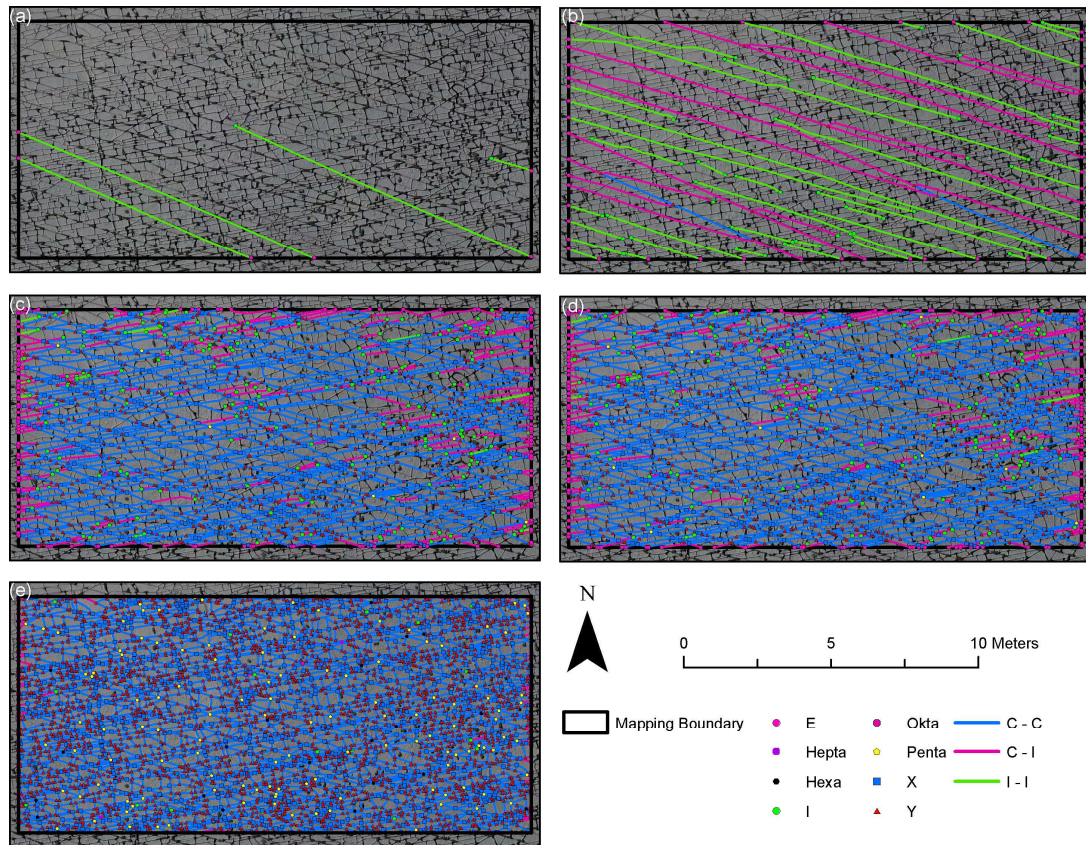 (a)
(b)
(c)
(d)
(e)
N
0 5 10 Meters
Mapping Boundary
E Okta C - C
Hepta Penta C - I
Hexa X I - I
I Y